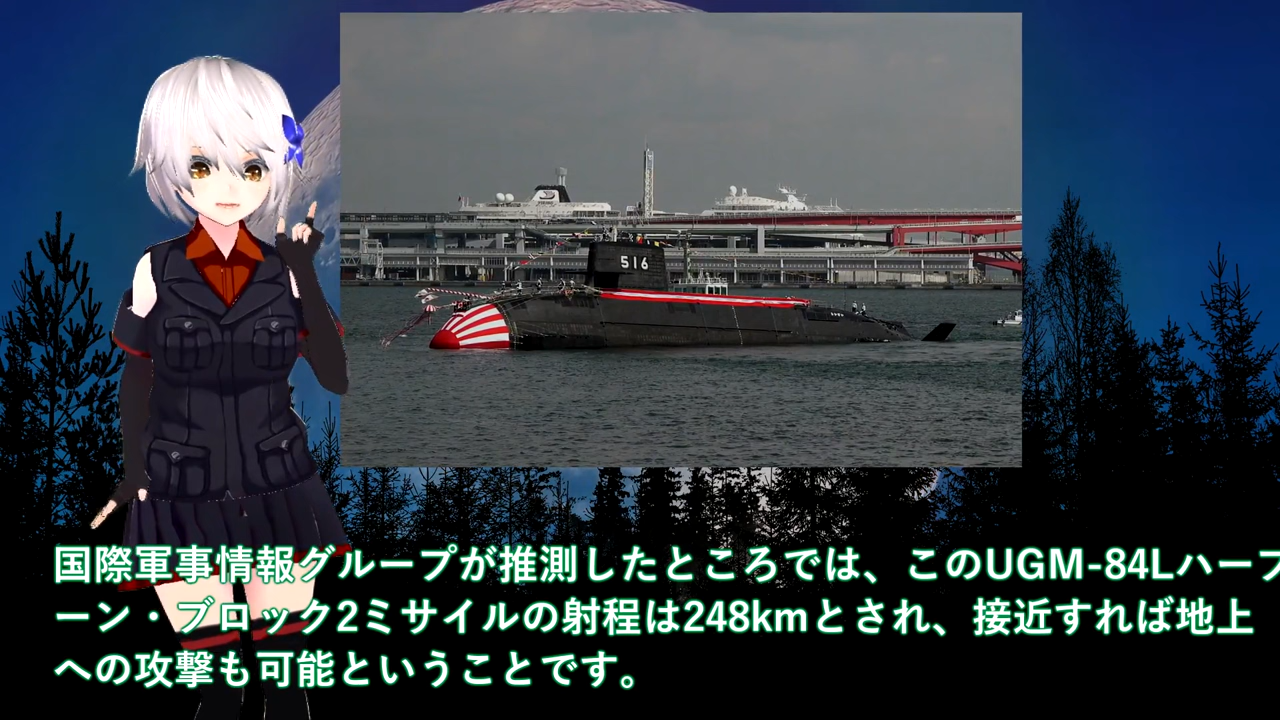 516
国際軍事情報グループが推測したところでは、このUGM-84Lハープ
ーン・ブロック2ミサイルの射程は248kmとされ、接近すれば地上
への攻撃も可能ということです。